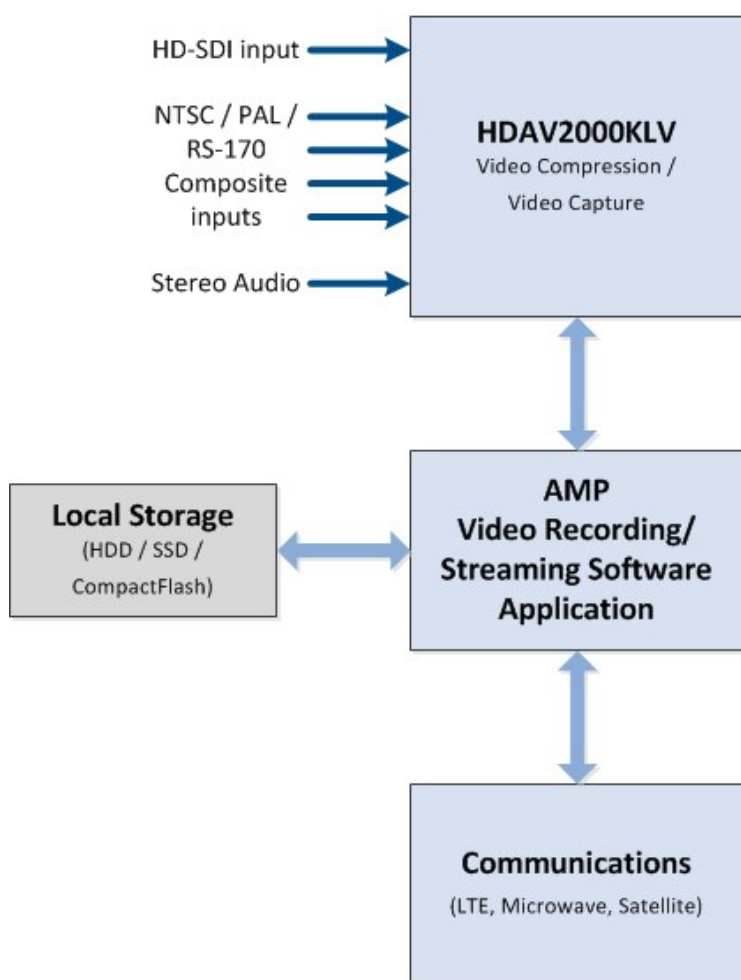 HD-SDI input
NTSC / PAL /
RS-170
Composite
inputs
Stereo Audio
HDAV2000KLV
Video Compression /
Video Capture
Local Storage
(HDD / SSD /
CompactFlash)
AMP
Video Recording/
Streaming Software
Application
Communications
(LTE, Microwave, Satellite)